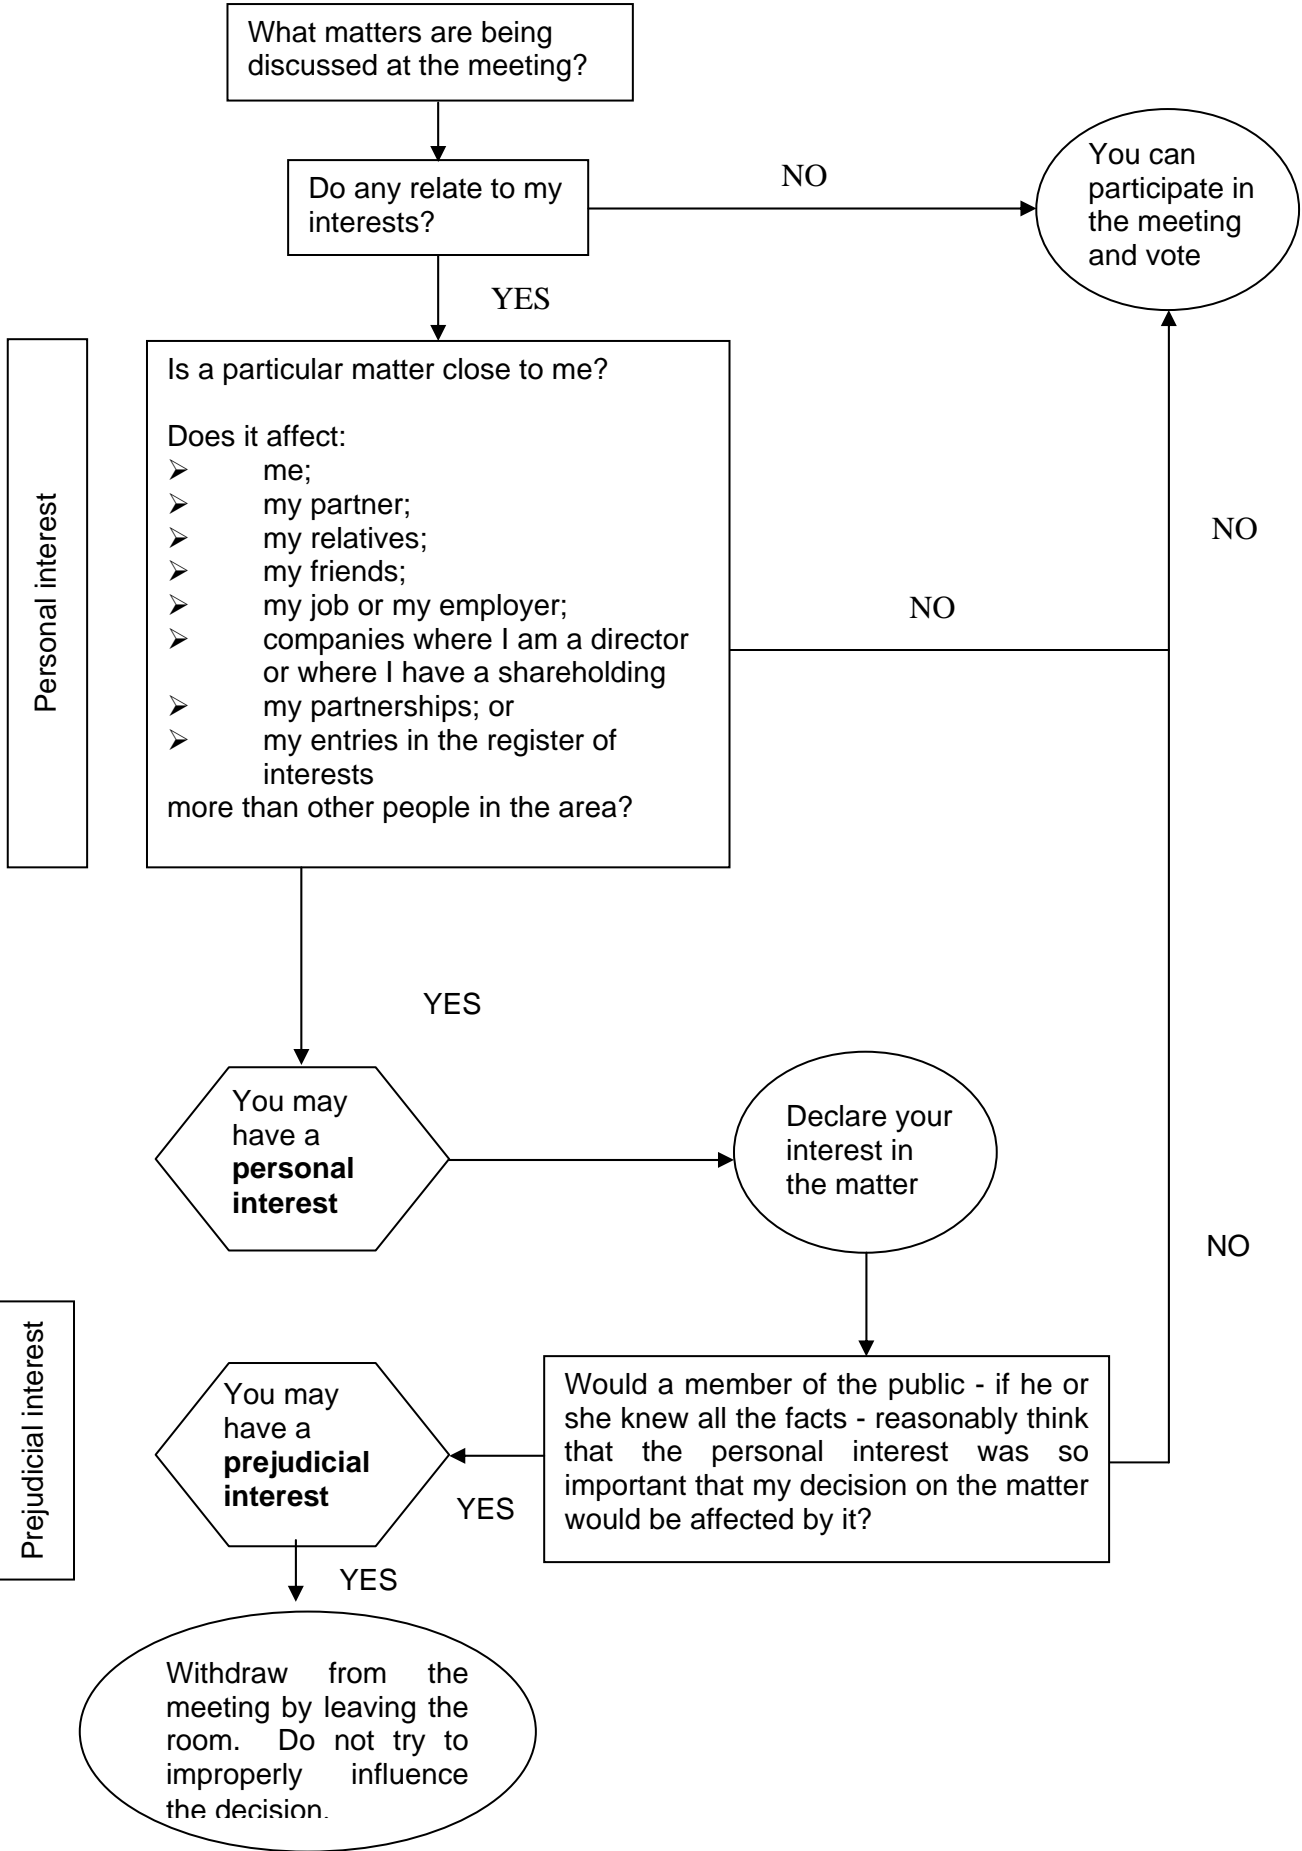 What matters are being
discussed at the meeting?
Do any relate to my
interests?
NO
You can
participate in
the meeting
and vote
YES
Personal interest
Is a particular matter close to me?
Does it affect:
➢ me;
➢ my partner;
➢ my relatives;
➢ my friends;
➢ my job or my employer;
➢ companies where I am a director
or where I have a shareholding
➢ my partnerships; or
➢ my entries in the register of
interests
more than other people in the area?
NO
NO
YES
You may
have a
personal
interest
Declare your
interest in
the matter
NO
Prejudicial interest
You may
have a
prejudicial
interest
YES
Would a member of the public - if he or
she knew all the facts - reasonably think
that the personal interest was so
important that my decision on the matter
would be affected by it?
YES
Withdraw from the
meeting by leaving the
room. Do not try to
improperly influence
the decision.